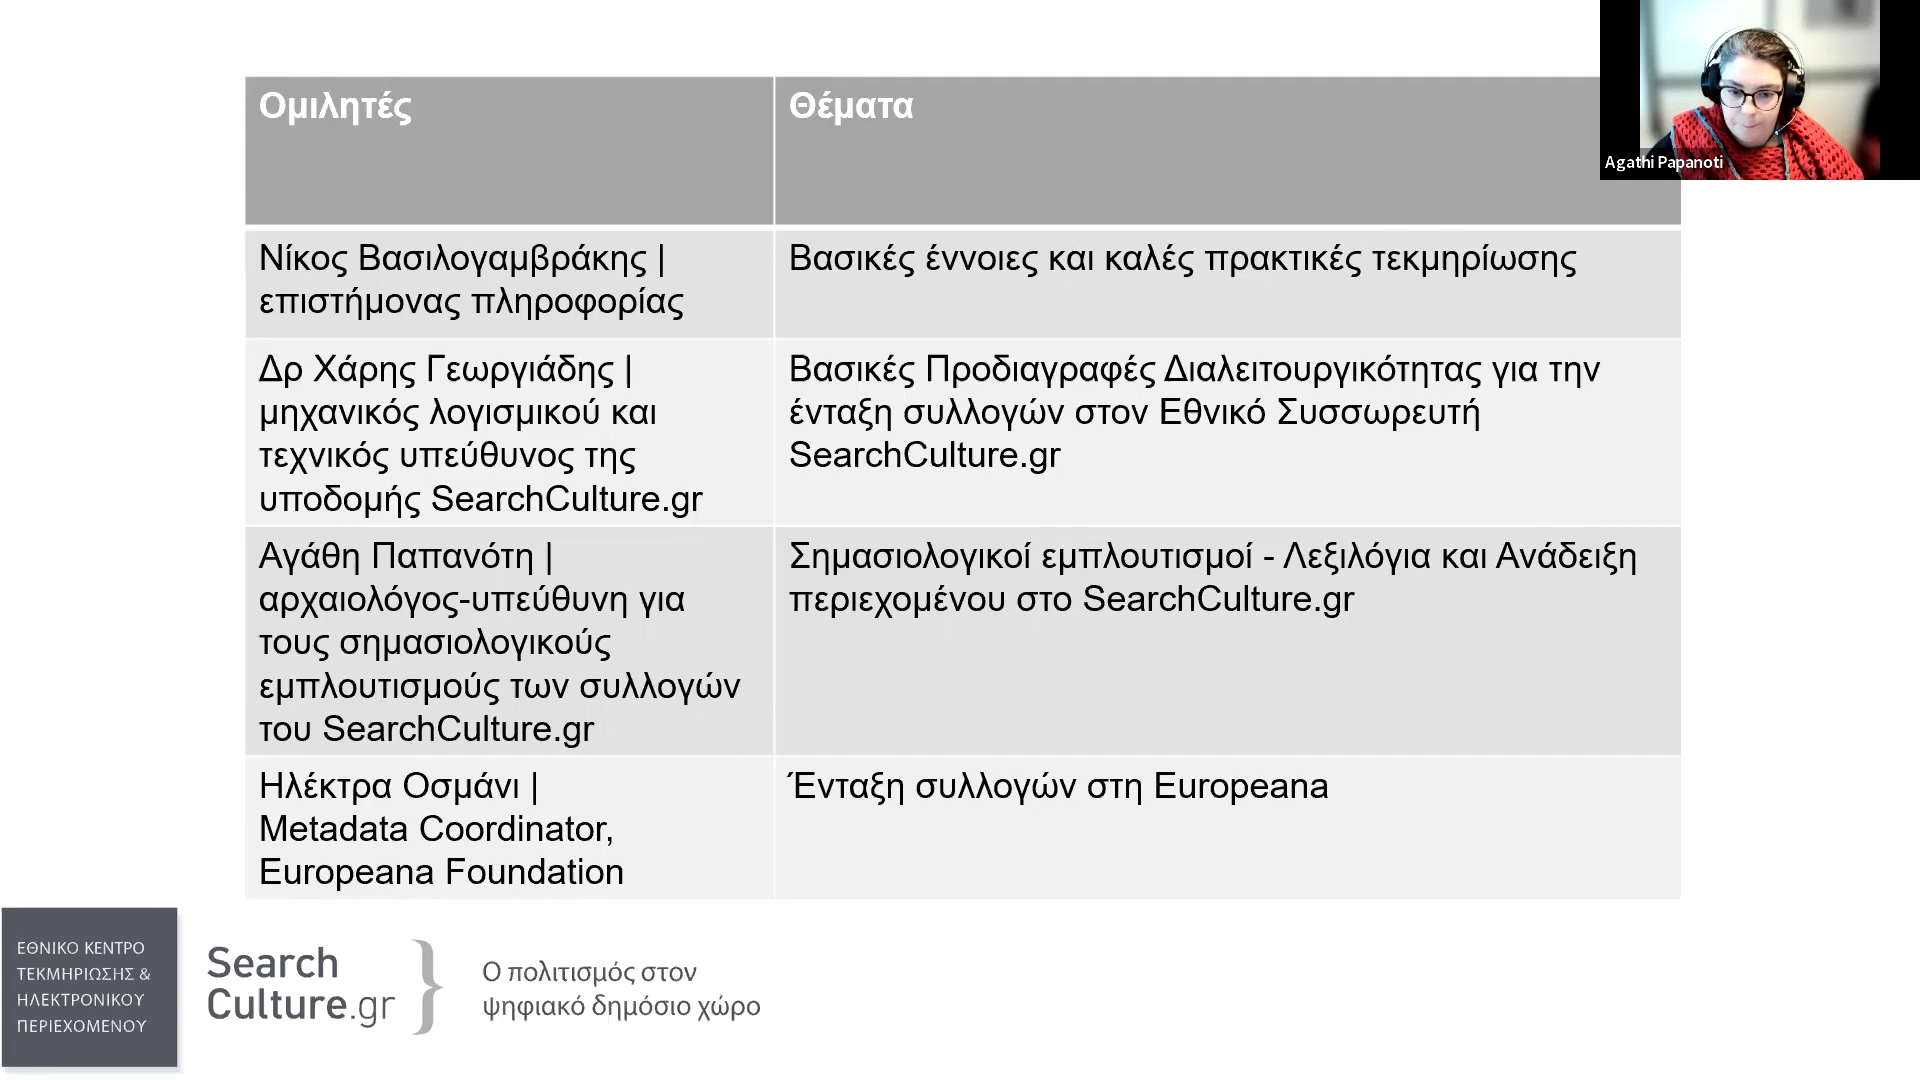 Ομιλητές
Θέματα
Νίκος Βασιλογαμβράκης |
επιστήμονας πληροφορίας
Βασικές έννοιες και καλές πρακτικές τεκμηρίωσης
Δρ Χάρης Γεωργιάδης |
μηχανικός λογισμικού και
τεχνικός υπεύθυνος της
υποδομής SearchCulture.gr
Βασικές Προδιαγραφές Διαλειτουργικότητας για την
ένταξη συλλογών στον Εθνικό Συσσωρευτή
SearchCulture.gr
Αγάθη Παπανότη |
αρχαιολόγος-υπεύθυνη για
τους σημασιολογικούς
εμπλουτισμούς των συλλογών
του SearchCulture.gr
Σημασιολογικοί εμπλουτισμοί - Λεξιλόγια και Ανάδειξη
περιεχομένου στο SearchCulture.gr
Ηλέκτρα Οσμάνι |
Metadata Coordinator,
Europeana Foundation
Ένταξη συλλογών στη Europeana
Agathi Papanoti
ΕΘΝΙΚΟ ΚΕΝΤΡΟ
ΤΕΚΜΗΡΙΩΣΗΣ &
ΗΛΕΚΤΡΟΝΙΚΟΥ
ΠΕΡΙΕΧΟΜΕΝΟΥ
Search
Culture.gr
Ο πολιτισμός στον
ψηφιακό δημόσιο χώρο